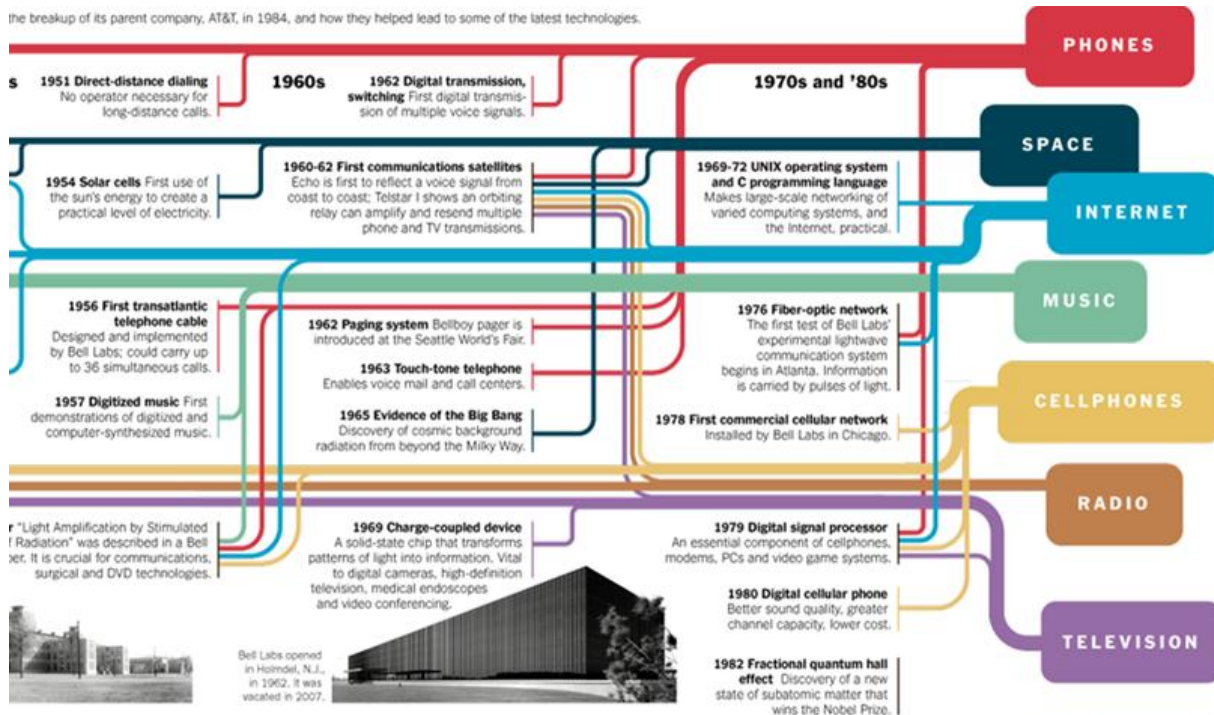 the breakup of its parent company, AT&T, in 1984, and how they helped lead to some of the latest technologies.
PHONES
1951 Direct-distance dialing
No operator necessary for
long-distance calls.
1960s
1962 Digital transmission,
switching First digital transmis-
sion of multiple voice signals.
1970s and ’80s
SPACE
1954 Solar cells First use of
the sun’s energy to create a
practical level of electricity.
1960-62 First communications satellites
Echo is first to reflect a voice signal from
coast to coast; Telstar I shows an orbiting
relay can amplify and resend multiple
phone and TV transmissions.
1969-72 UNIX operating system
and C programming language
Makes large-scale networking of
varied computing systems, and
the Internet, practical.
INTERNET
MUSIC
1956 First transatlantic
telephone cable
Designed and implemented
by Bell Labs; could carry up
to 36 simultaneous calls.
1962 Paging system Bellboy pager is
introduced at the Seattle World’s Fair.
1963 Touch-tone telephone
Enables voice mail and call centers.
1976 Fiber-optic network
The first test of Bell Labs’
experimental lightwave
communication system
begins in Atlanta. Information
is carried by pulses of light.
1957 Digitized music First
demonstrations of digitized and
computer-synthesized music.
1965 Evidence of the Big Bang
Discovery of cosmic background
radiation from beyond the Milky Way.
1978 First commercial cellular network
Installed by Bell Labs in Chicago.
CELLPHONES
RADIO
“Light Amplification by Stimulated
Radiation” was described in a Bell
It is crucial for communications,
surgical and DVD technologies.
1969 Charge-coupled device
A solid-state chip that transforms
patterns of light into information. Vital
to digital cameras, high-definition
television, medical endoscopes
and video conferencing.
1979 Digital signal processor
An essential component of cellphones,
modems, PCs and video game systems.
1980 Digital cellular phone
Better sound quality, greater
channel capacity, lower cost.
TELEVISION
Bell Labs opened
in Holmdel, N.J.,
in 1962. It was
vacated in 2007.
1982 Fractional quantum hall
effect Discovery of a new
state of subatomic matter that
wins the Nobel Prize.